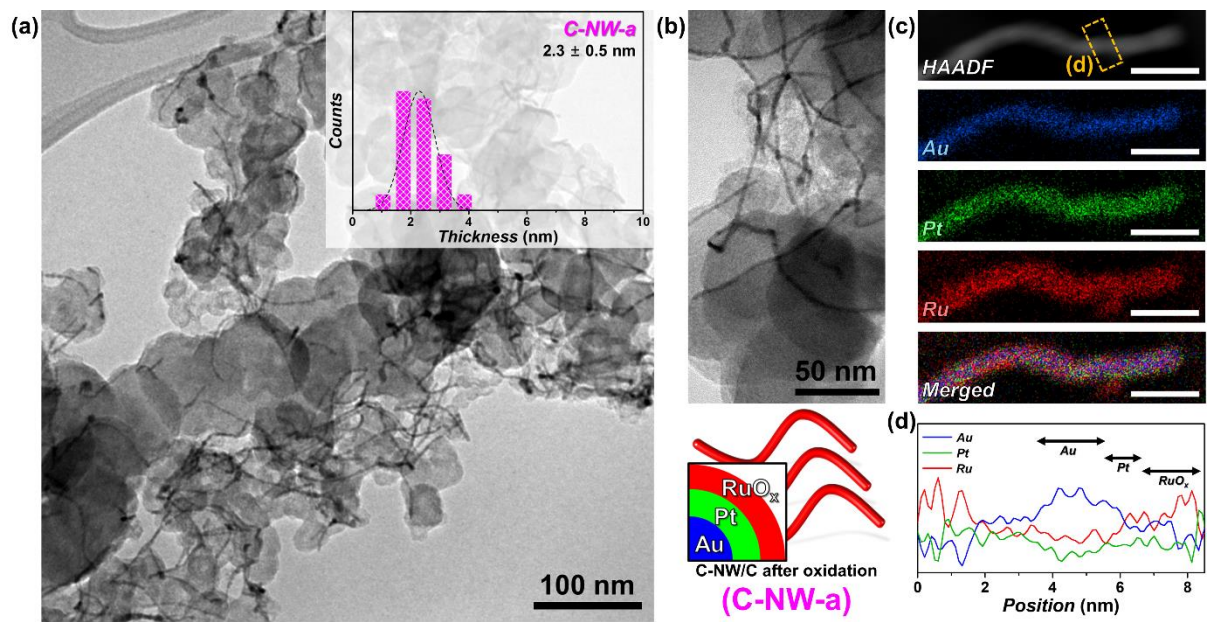 (a)
C-NW-a
2.3 ± 0.5 nm
Counts
0 2 4 6 8 10
Thickness (nm)
100 nm
(b)
50 nm
RuOx
Pt
Au
C-NW/C after oxidation
(C-NW-a)
(c)
HAADF
(d)
Au
Pt
Ru
Merged
(d)
Au
Pt
Ru
Au
Pt
RuOx
0 2 4 6 8
Position (nm)